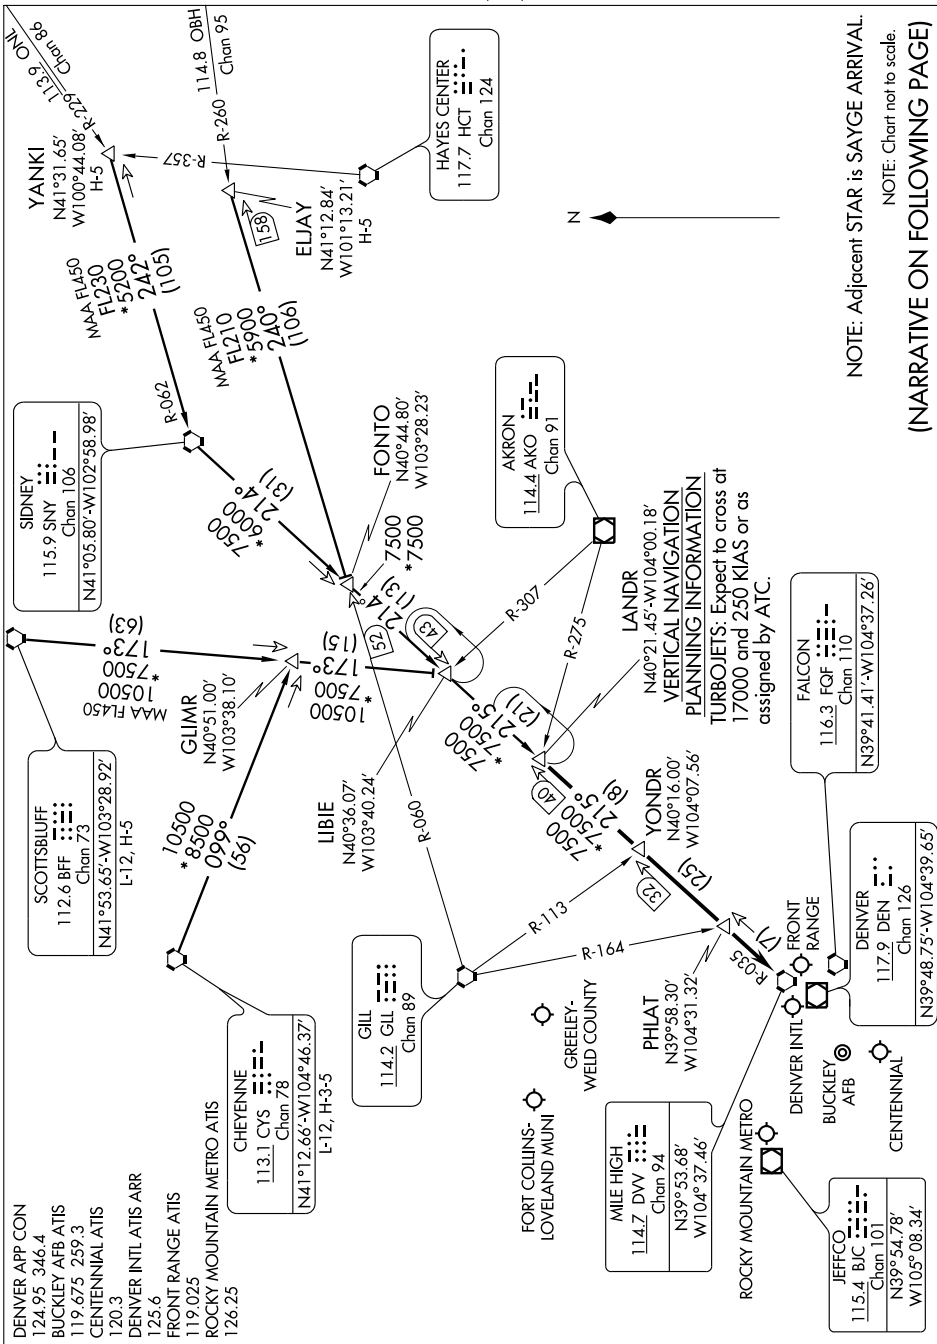 DENVER APP CON
124.95 346.4
BUCKLEY AFB ATIS
119.675 259.3
CENTENNIAL ATIS
120.3
DENVER INTL ATIS ARR
125.6
FRONT RANGE ATIS
119.025
ROCKY MOUNTAIN METRO ATIS
126.25
CHEYENNE
113.1 CYS
Chan 78
N41°12.66'-W104°46.37'
L-12, H-3-5
SCOTTSBLUFF
112.6 BFF
Chan 73
N41°53.65'-W103°28.92'
L-12, H-5
SIDNEY
115.9 SNY
Chan 106
N41°05.80'-W102°58.98'
113.9 ONL
Chan 86
R-229
YANKI
N41°31.65'
W100°44.08'
H-5
114.8 OBH
Chan 95
R-260
R-357
ELJAY
N41°12.84'
W101°13.21'
H-5
158
HAYES CENTER
117.7 HCT
Chan 124
MAA FL450
FL230
*5200
242°
(105)
R-062
MAA FL450
FL210
*5900
240°
(106)
7500
*6000
214°
(31)
FONTO
N40°44.80'
W103°28.23'
7500
*7500
214°
(13)
52
43
MAA FL450
10500
*7500
173°
(63)
GLIMR
N40°51.00'
W103°38.10'
10500
*8500
099°
(56)
10500
*7500
173°
(15)
LIBIE
N40°36.07'
W103°40.24'
R-060
GILL
114.2 GLL
Chan 89
R-113
R-164
AKRON
114.4 AKO
Chan 91
R-307
R-275
7500
*7500
215°
(21)
40
LANDR
N40°21.45'-W104°00.18'
VERTICAL NAVIGATION
PLANNING INFORMATION
TURBOJETS: Expect to cross at
17000 and 250 KIAS or as
assigned by ATC.
7500
*7500
215°
(8)
32
YONDR
N40°16.00'
W104°07.56'
(25)
PHLAT
N39°58.30'
W104°31.32'
(7)
R-035
GREELEY-
WELD COUNTY
FORT COLLINS-
LOVELAND MUNI
MILE HIGH
114.7 DVV
Chan 94
N39°53.68'
W104°37.46'
ROCKY MOUNTAIN METRO
JEFFCO
115.4 BJC
Chan 101
N39°54.78'
W105°08.34'
DENVER INTL
FRONT
RANGE
BUCKLEY
AFB
CENTENNIAL
DENVER
117.9 DEN
Chan 126
N39°48.75'-W104°39.65'
FALCON
116.3 FQF
Chan 110
N39°41.41'-W104°37.26'
N
NOTE: Adjacent STAR is SAYGE ARRIVAL.
NOTE: Chart not to scale.
(NARRATIVE ON FOLLOWING PAGE)